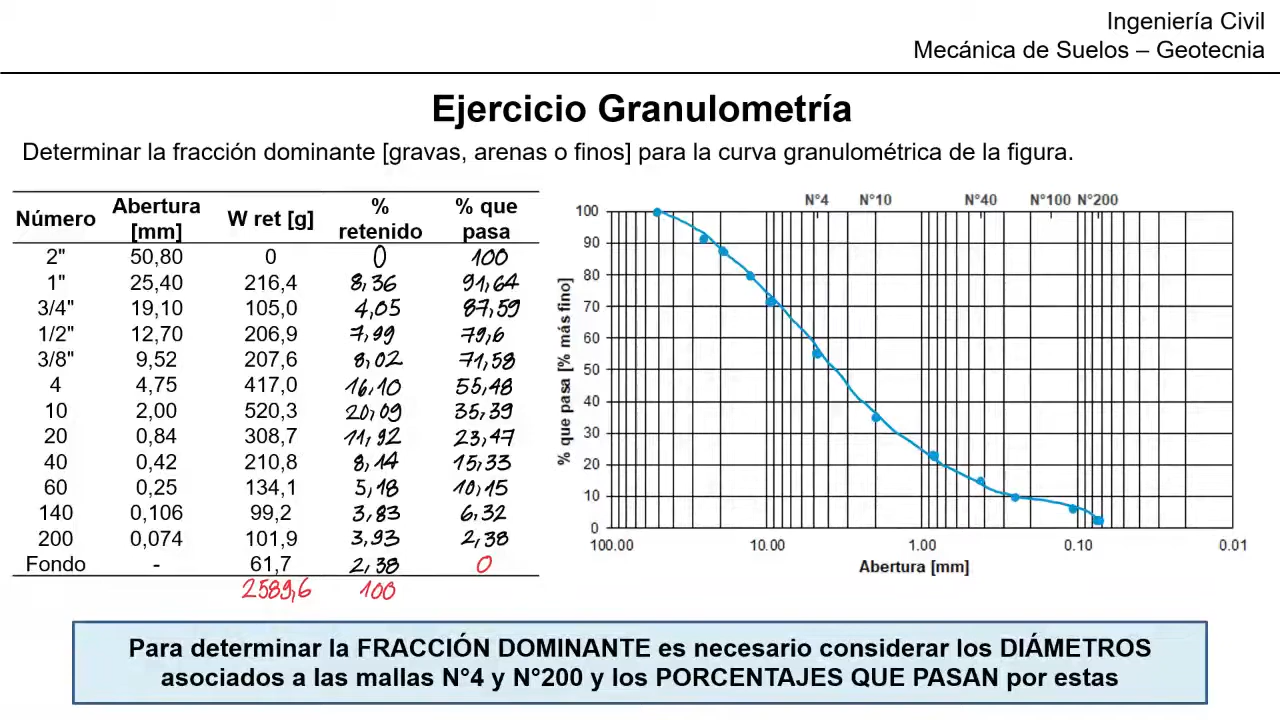 Ingeniería Civil
Mecánica de Suelos – Geotecnia
Ejercicio Granulometría
Determinar la fracción dominante [gravas, arenas o finos] para la curva granulométrica de la figura.
Número Abertura [mm] W ret [g] % retenido % que pasa
2" 50,80 0 0 100
1" 25,40 216,4 8,36 91,64
3/4" 19,10 105,0 4,05 87,59
1/2" 12,70 206,9 7,99 79,6
3/8" 9,52 207,6 8,02 71,58
4 4,75 417,0 16,10 55,48
10 2,00 520,3 20,09 35,39
20 0,84 308,7 11,92 23,47
40 0,42 210,8 8,14 15,33
60 0,25 134,1 5,18 10,15
140 0,106 99,2 3,83 6,32
200 0,074 101,9 3,93 2,38
Fondo - 61,7 2,38 0
2589,6 100
N°4 N°10 N°40 N°100 N°200
% que pasa [% más fino]
100
90
80
70
60
50
40
30
20
10
0
100.00 10.00 1.00 0.10 0.01
Abertura [mm]
Para determinar la FRACCIÓN DOMINANTE es necesario considerar los DIÁMETROS
asociados a las mallas N°4 y N°200 y los PORCENTAJES QUE PASAN por estas